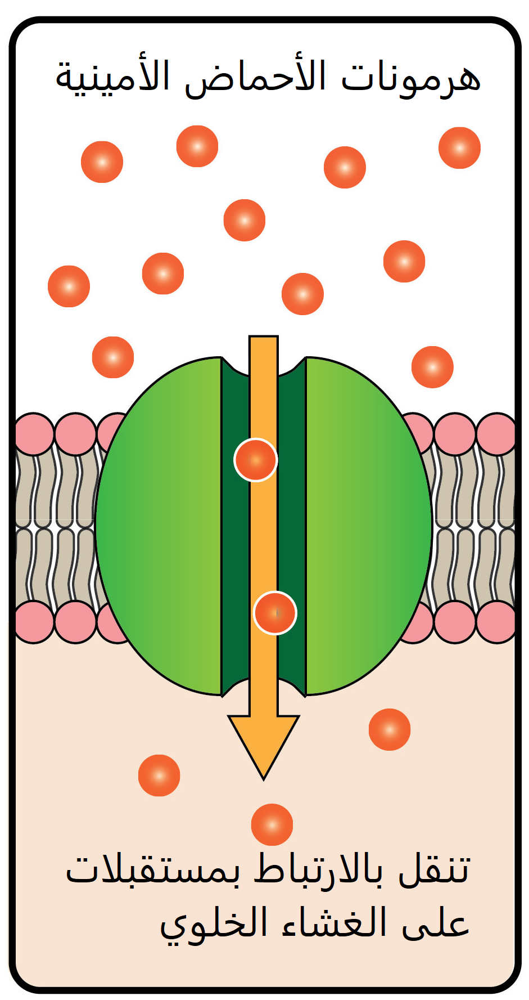 هرمونات الأحماض الأمينية
تنقل بالارتباط بمستقبلات
على الغشاء الخلوي